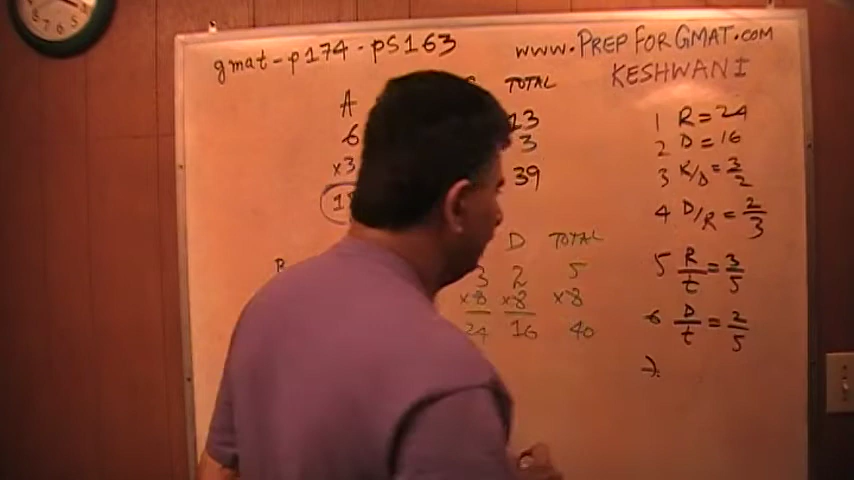 gmat-p174-PS163
www.PREPFORGMAT.COM
KESHWANI
A TOTAL
6 13
x3 3
39
D TOTAL
3 2 5
x8 x8 x8
24 16 40
1 R=24
2 D=16
3 R/D=3/2
4 D/R=2/3
5 R/t=3/5
6 D/t=2/5
7.